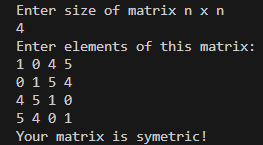 Enter size of matrix n x n
4
Enter elements of this matrix:
1 0 4 5
0 1 5 4
4 5 1 0
5 4 0 1
Your matrix is symetric!